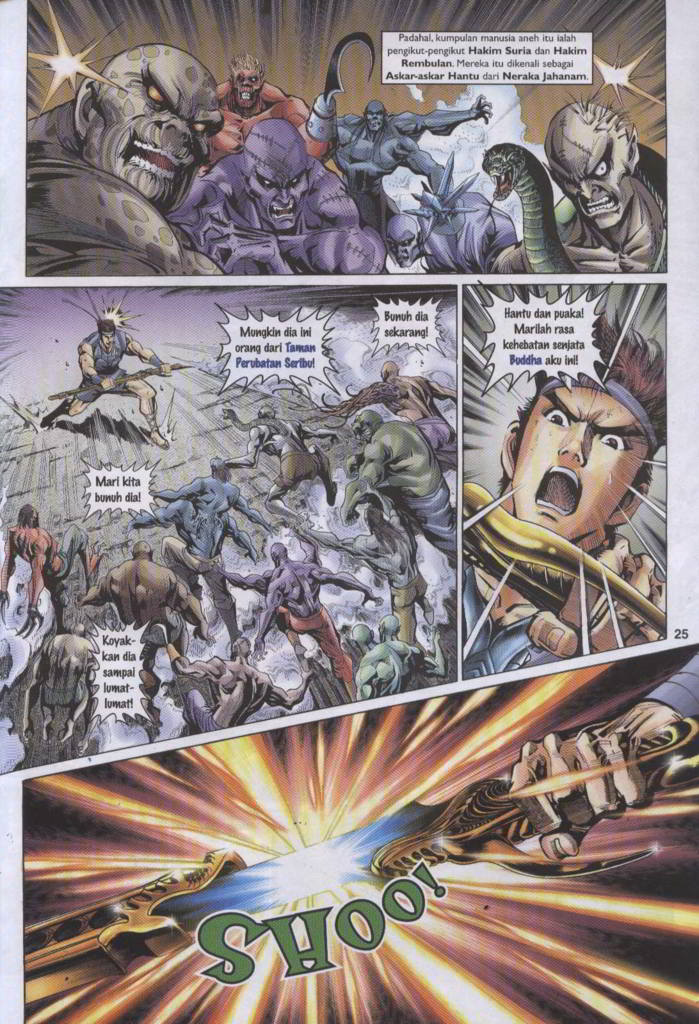 Padahal, kumpulan manusia aneh itu ialah
pengikut-pengikut Hakim Suria dan Hakim
Rembulan. Mereka itu dikenali sebagai
Askar-askar Hantu dari Neraka Jahanam.
Mungkin dia ini
orang dari Taman
Perubatan Seribu!
Bunuh dia
sekarang!
Mari kita
bunuh dia!
Koyak-
kan dia
sampai
lumat-
lumat!
Hantu dan puaka!
Marilah rasa
kehebatan senjata
Buddha aku ini!
25
SHOO!